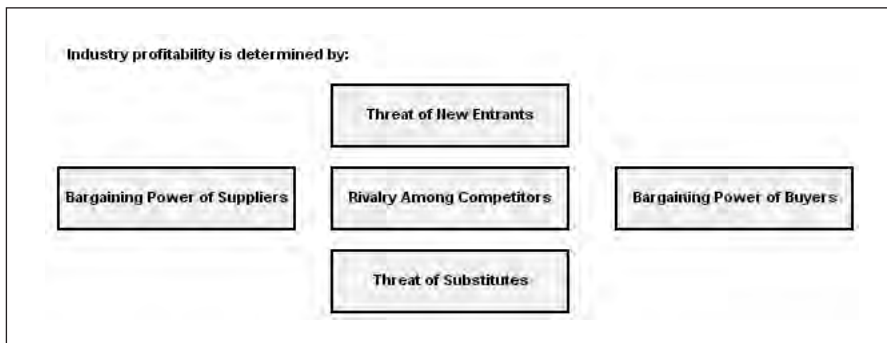 Industry profitability is determined by:
Threat of New Entrants
Bargaining Power of Suppliers
Rivalry Among Competitors
Bargaining Power of Buyers
Threat of Substitutes